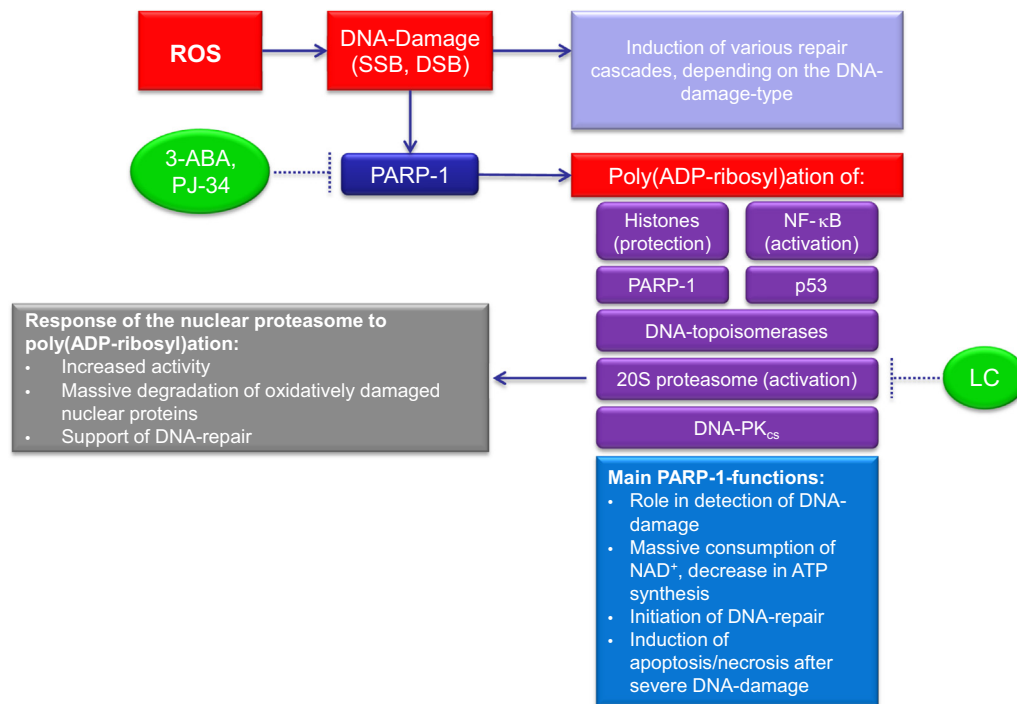 ROS
DNA-Damage
(SSB, DSB)
Induction of various repair
cascades, depending on the DNA-
damage-type
3-ABA,
PJ-34
PARP-1
Poly(ADP-ribosyl)ation of:
Histones
(protection)
NF-κB
(activation)
PARP-1
p53
DNA-topoisomerases
20S proteasome (activation)
LC
DNA-PKcs
Response of the nuclear proteasome to
poly(ADP-ribosyl)ation:
• Increased activity
• Massive degradation of oxidatively damaged
nuclear proteins
• Support of DNA-repair
Main PARP-1-functions:
• Role in detection of DNA-
damage
• Massive consumption of
NAD⁺, decrease in ATP
synthesis
• Initiation of DNA-repair
• Induction of
apoptosis/necrosis after
severe DNA-damage